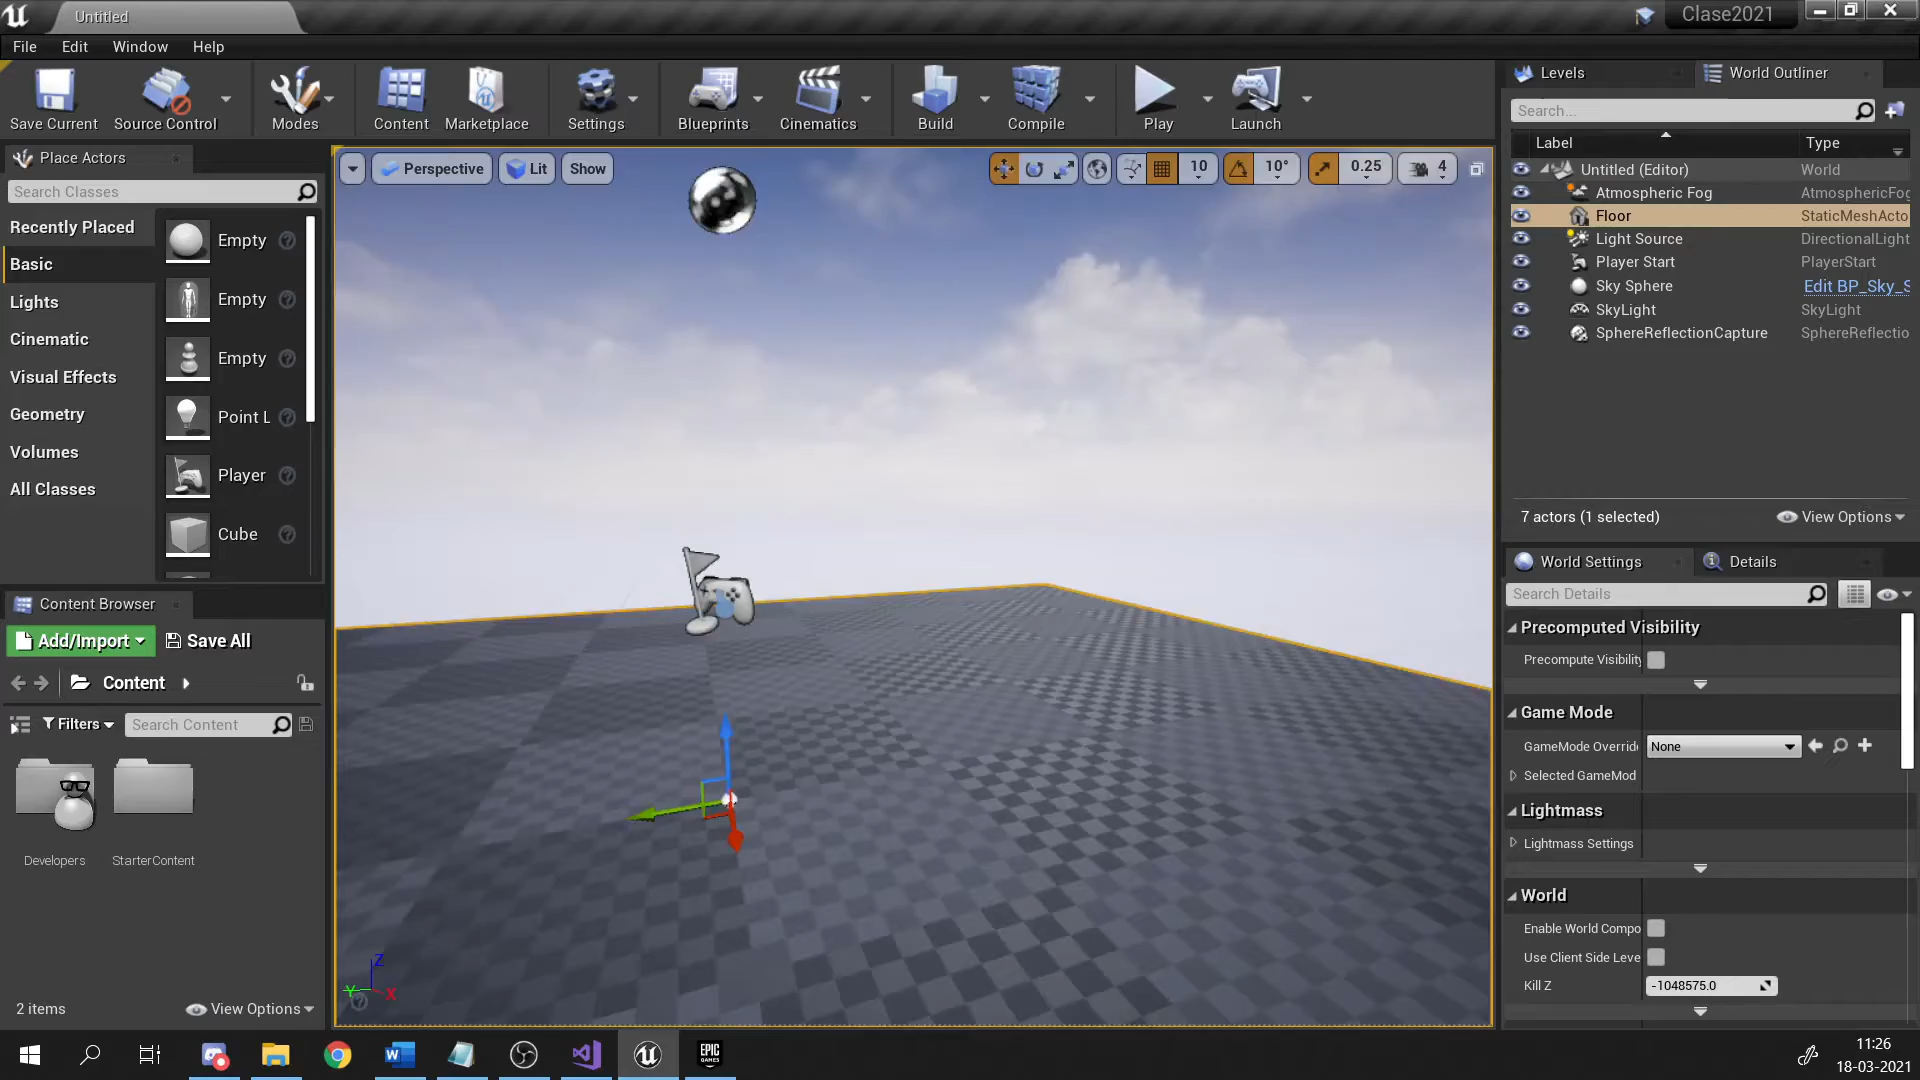 Untitled
Clase2021
File Edit Window Help
Save Current
Source Control
Modes
Content
Marketplace
Settings
Blueprints
Cinematics
Build
Compile
Play
Launch
Levels
World Outliner
Search...
Label
Type
Untitled (Editor) World
Atmospheric Fog AtmosphericFog
Floor StaticMeshActo
Light Source DirectionalLight
Player Start PlayerStart
Sky Sphere Edit BP_Sky_S
SkyLight SkyLight
SphereReflectionCapture SphereReflectio
7 actors (1 selected)
View Options
Place Actors
Search Classes
Recently Placed
Basic
Lights
Cinematic
Visual Effects
Geometry
Volumes
All Classes
Empty
Empty
Empty
Point L
Player
Cube
Perspective
Lit
Show
10
10°
0.25
4
Z
Y
X
Content Browser
Add/Import
Save All
Content
Filters
Search Content
Developers
StarterContent
2 items
View Options
World Settings
Details
Search Details
Precomputed Visibility
Precompute Visibility
Game Mode
GameMode Overrid
None
Selected GameMod
Lightmass
Lightmass Settings
World
Enable World Compo
Use Client Side Leve
Kill Z
-1048575.0
EPIC
GAMES
11:26
18-03-2021